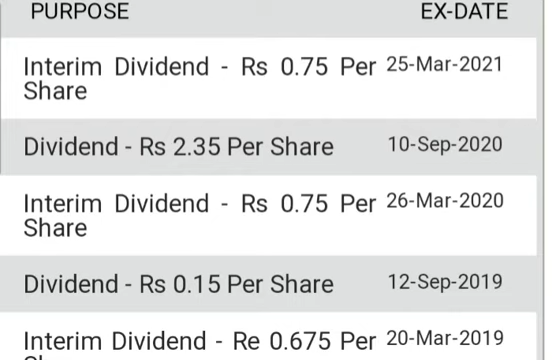 PURPOSE EX-DATE
Interim Dividend - Rs 0.75 Per 25-Mar-2021
Share
Dividend - Rs 2.35 Per Share 10-Sep-2020
Interim Dividend - Rs 0.75 Per 26-Mar-2020
Share
Dividend - Rs 0.15 Per Share 12-Sep-2019
Interim Dividend - Re 0.675 Per 20-Mar-2019